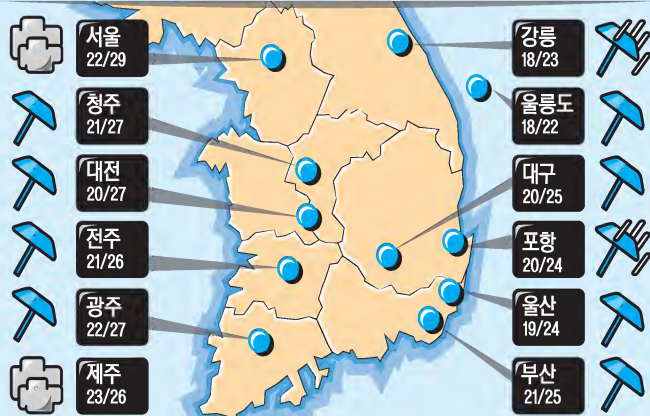 서울
22/29
청주
21/27
대전
20/27
전주
21/26
광주
22/27
제주
23/26
강릉
18/23
울릉도
18/22
대구
20/25
포항
20/24
울산
19/24
부산
21/25